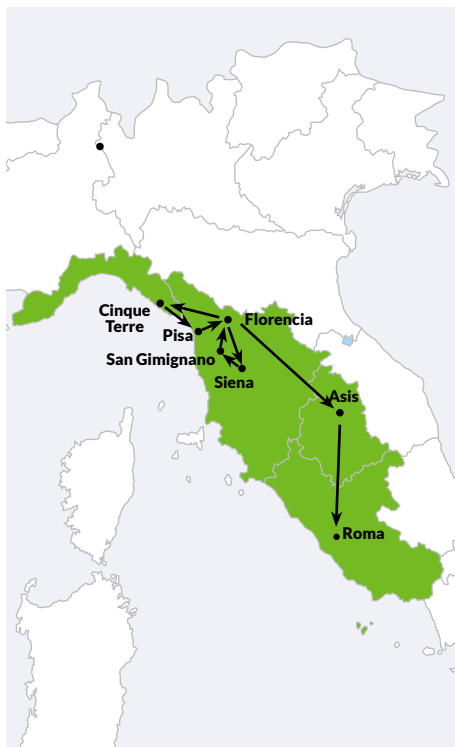 Cinque
Terre
Florencia
Pisa
San Gimignano
Siena
Asis
Roma